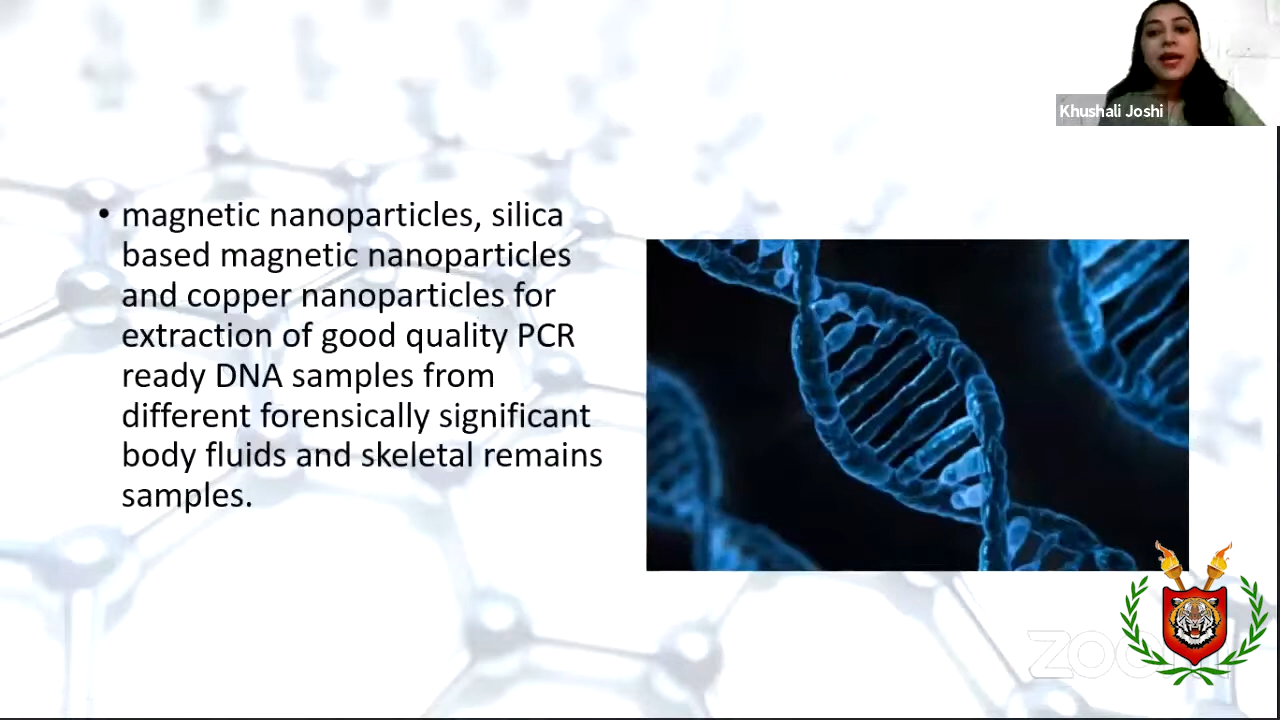 Khushali Joshi
• magnetic nanoparticles, silica
based magnetic nanoparticles
and copper nanoparticles for
extraction of good quality PCR
ready DNA samples from
different forensically significant
body fluids and skeletal remains
samples.
zoom